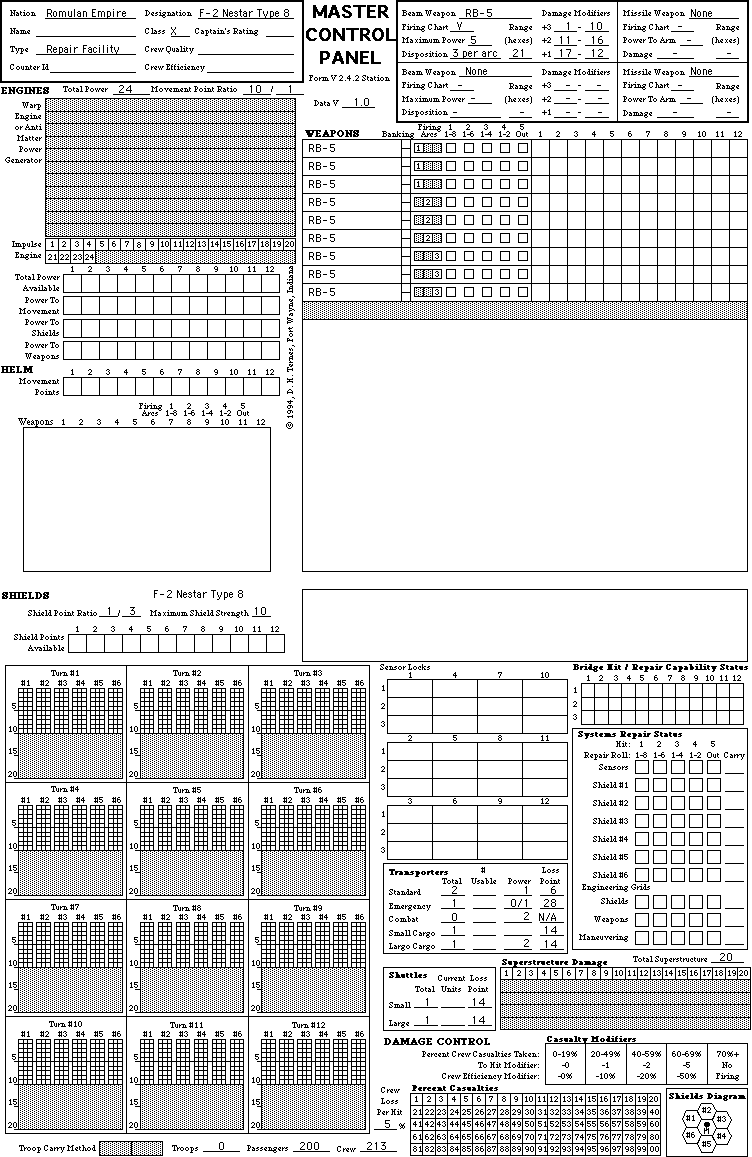 Nation Romulan Empire Designation F-2 Nestar Type 8
Name Class X Captain's Rating
Type Repair Facility Crew Quality
Counter Id Crew Efficiency
MASTER
CONTROL
PANEL
Form V 2.4.2 Station
Data V 1.0
Beam Weapon RB-5 Damage Modifiers
Firing Chart Y Range +3 1 - 10
Maximum Power 5 (hexes) +2 11 - 16
Disposition 3 per arc 21 +1 17 - 12
Missile Weapon None
Firing Chart - Range
Power To Arm - (hexes)
Damage - -
Beam Weapon None Damage Modifiers
Firing Chart - Range +3 - - -
Maximum Power - (hexes) +2 - - -
Disposition - - +1 - - -
Missile Weapon None
Firing Chart - Range
Power To Arm - (hexes)
Damage - -
ENGINES Total Power 24 Movement Point Ratio 10 / 1
Warp
Engine
or Anti
Matter
Power
Generator
Impulse 1 2 3 4 5 6 7 8 9 10 11 12 13 14 15 16 17 18 19 20
Engine 21 22 23 24
1 2 3 4 5 6 7 8 9 10 11 12
Total Power
Available
Power To
Movement
Power To
Shields
Power To
Weapons
HELM 1 2 3 4 5 6 7 8 9 10 11 12
Movement
Points
Firing 1 2 3 4 5
Arcs 1-8 1-6 1-4 1-2 Out
Weapons 1 2 3 4 5 6 7 8 9 10 11 12
© 1994, D. H. Ternes, Fort Wayne, Indiana
WEAPONS Banking Firing Arcs 1 2 3 4 5
1-8 1-6 1-4 1-2 Out 1 2 3 4 5 6 7 8 9 10 11 12
RB-5 1
RB-5 1
RB-5 1
RB-5 2
RB-5 2
RB-5 2
RB-5 3
RB-5 3
RB-5 3
SHIELDS F-2 Nestar Type 8
Shield Point Ratio 1 / 3 Maximum Shield Strength 10
1 2 3 4 5 6 7 8 9 10 11 12
Shield Points
Available
Turn #1 Turn #2 Turn #3
#1 #2 #3 #4 #5 #6 #1 #2 #3 #4 #5 #6 #1 #2 #3 #4 #5 #6
5
10
15
20
Turn #4 Turn #5 Turn #6
#1 #2 #3 #4 #5 #6 #1 #2 #3 #4 #5 #6 #1 #2 #3 #4 #5 #6
5
10
15
20
Turn #7 Turn #8 Turn #9
#1 #2 #3 #4 #5 #6 #1 #2 #3 #4 #5 #6 #1 #2 #3 #4 #5 #6
5
10
15
20
Turn #10 Turn #11 Turn #12
#1 #2 #3 #4 #5 #6 #1 #2 #3 #4 #5 #6 #1 #2 #3 #4 #5 #6
5
10
15
20
Troop Carry Method Troops 0 Passengers 200 Crew 213
Sensor Locks
1 4 7 10
1
2
3
2 5 8 11
1
2
3
3 6 9 12
1
2
3
Bridge Hit / Repair Capability Status
1 2 3 4 5 6 7 8 9 10 11 12
1
2
3
Systems Repair Status
Hit: 1 2 3 4 5
Repair Roll: 1-8 1-6 1-4 1-2 Out Carry
Sensors
Shield #1
Shield #2
Shield #3
Shield #4
Shield #5
Shield #6
Engineering Grids
Shields
Weapons
Maneuvering
Transporters # Loss
Total Usable Power Point
Standard 2 1 6
Emergency 1 0/1 28
Combat 0 2 N/A
Small Cargo 1 14
Largo Cargo 1 2 14
Shuttles Current Loss
Total Units Point
Small 1 14
Large 1 14
Total Superstructure 20
Superstructure Damage
1 2 3 4 5 6 7 8 9 10 11 12 13 14 15 16 17 18 19 20
DAMAGE CONTROL Casualty Modifiers
Percent Crew Casualties Taken: 0-19% 20-49% 40-59% 60-69% 70%+
To Hit Modifier: -0 -1 -2 -5 No
Crew Efficiency Modifier: -0% -10% -20% -50% Firing
Crew
Loss
Per Hit
5 %
Percent Casualties
1 2 3 4 5 6 7 8 9 10 11 12 13 14 15 16 17 18 19 20
21 22 23 24 25 26 27 28 29 30 31 32 33 34 35 36 37 38 39 40
41 42 43 44 45 46 47 48 49 50 51 52 53 54 55 56 57 58 59 60
61 62 63 64 65 66 67 68 69 70 71 72 73 74 75 76 77 78 79 80
81 82 83 84 85 86 87 88 89 90 91 92 93 94 95 96 97 98 99 00
Shields Diagram
#2
#1 #3
#6 #4
#5